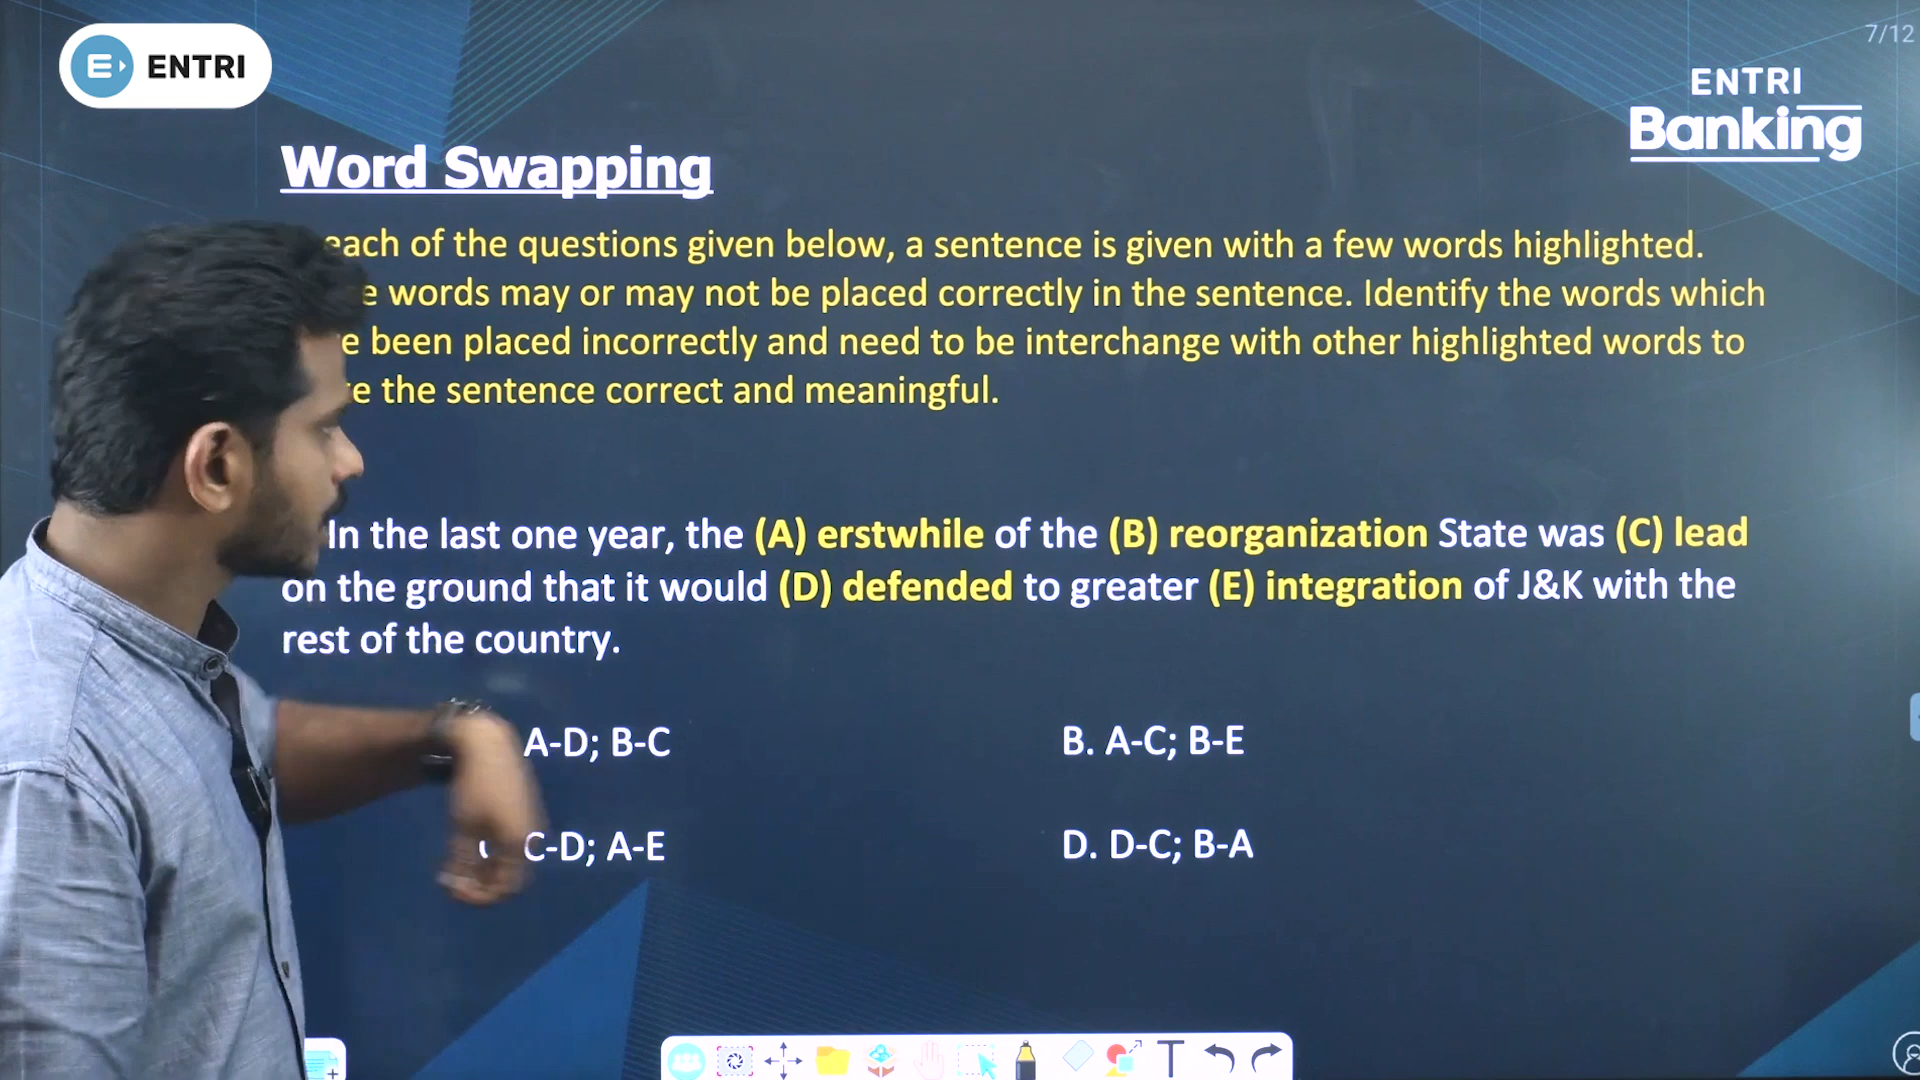 ENTRI
7/12
ENTRI
Banking
Word Swapping
each of the questions given below, a sentence is given with a few words highlighted.
words may or may not be placed correctly in the sentence. Identify the words which
been placed incorrectly and need to be interchange with other highlighted words to
the sentence correct and meaningful.
In the last one year, the (A) erstwhile of the (B) reorganization State was (C) lead
on the ground that it would (D) defended to greater (E) integration of J&K with the
rest of the country.
A-D; B-C
B. A-C; B-E
C-D; A-E
D. D-C; B-A